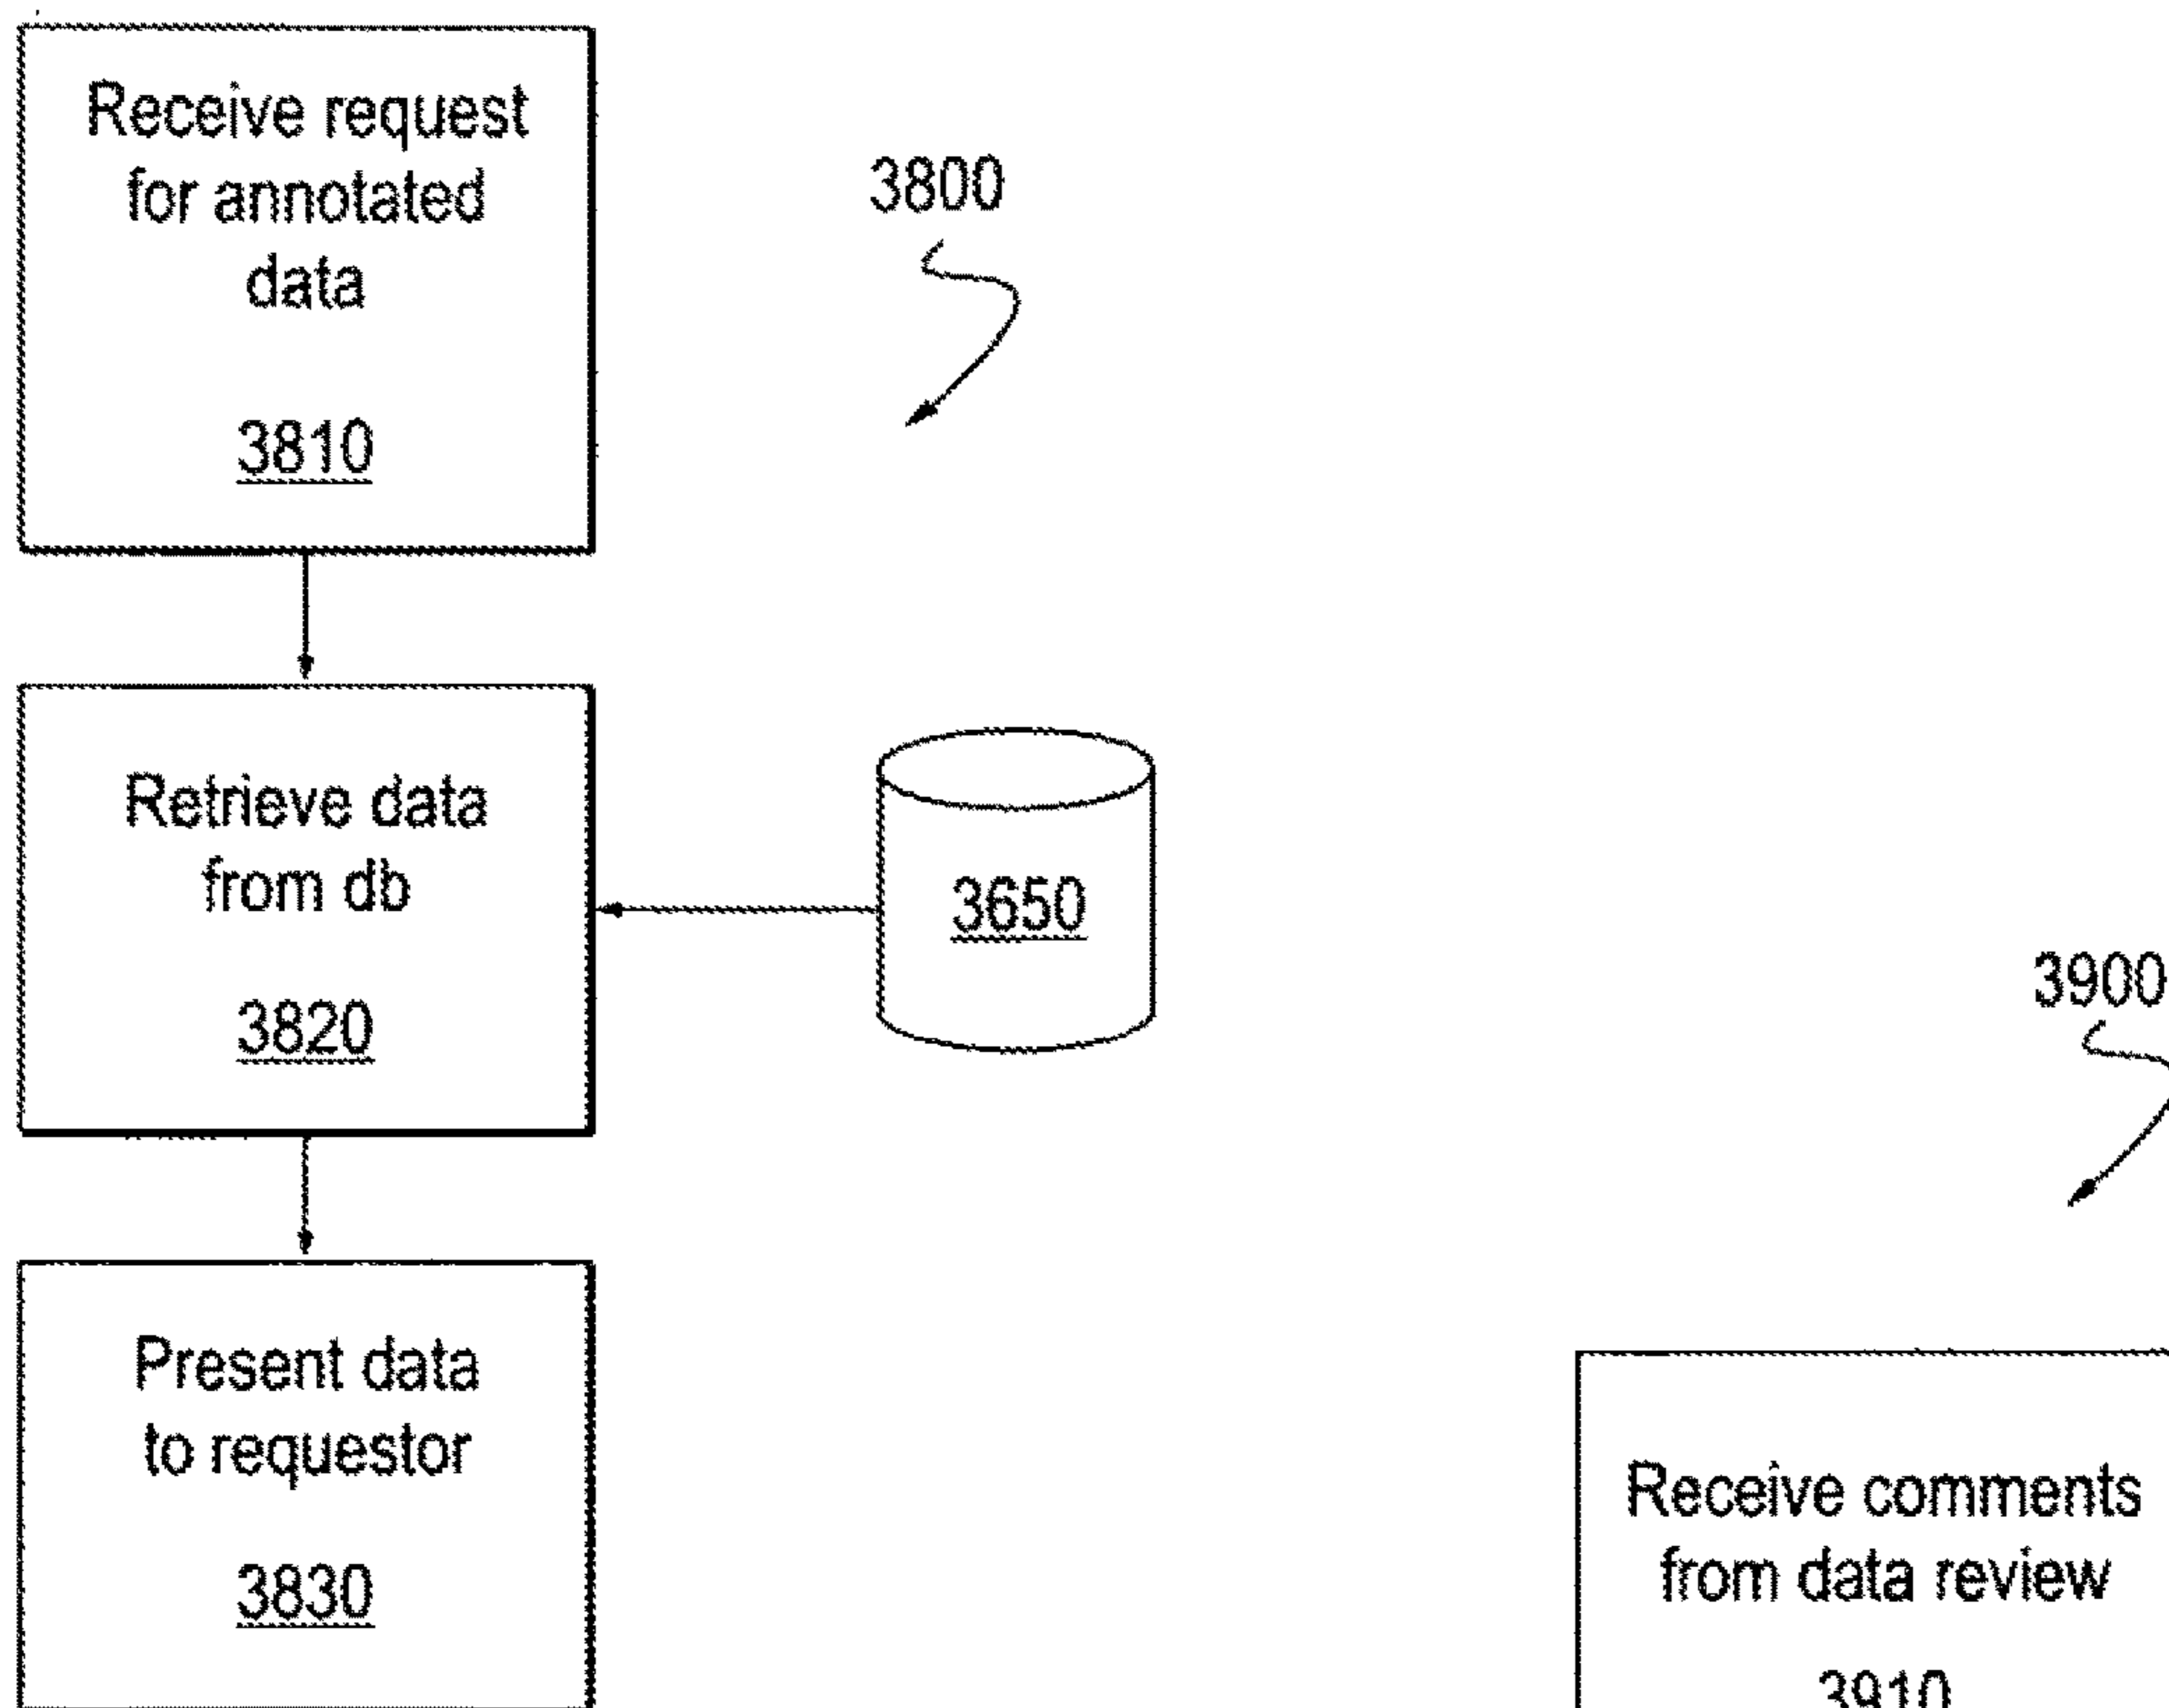 Receive request
for annotated
data
3810
3800
Retrieve data
from db
3820
3650
Present data
to requestor
3830
3900
Receive comments
from data review
3910